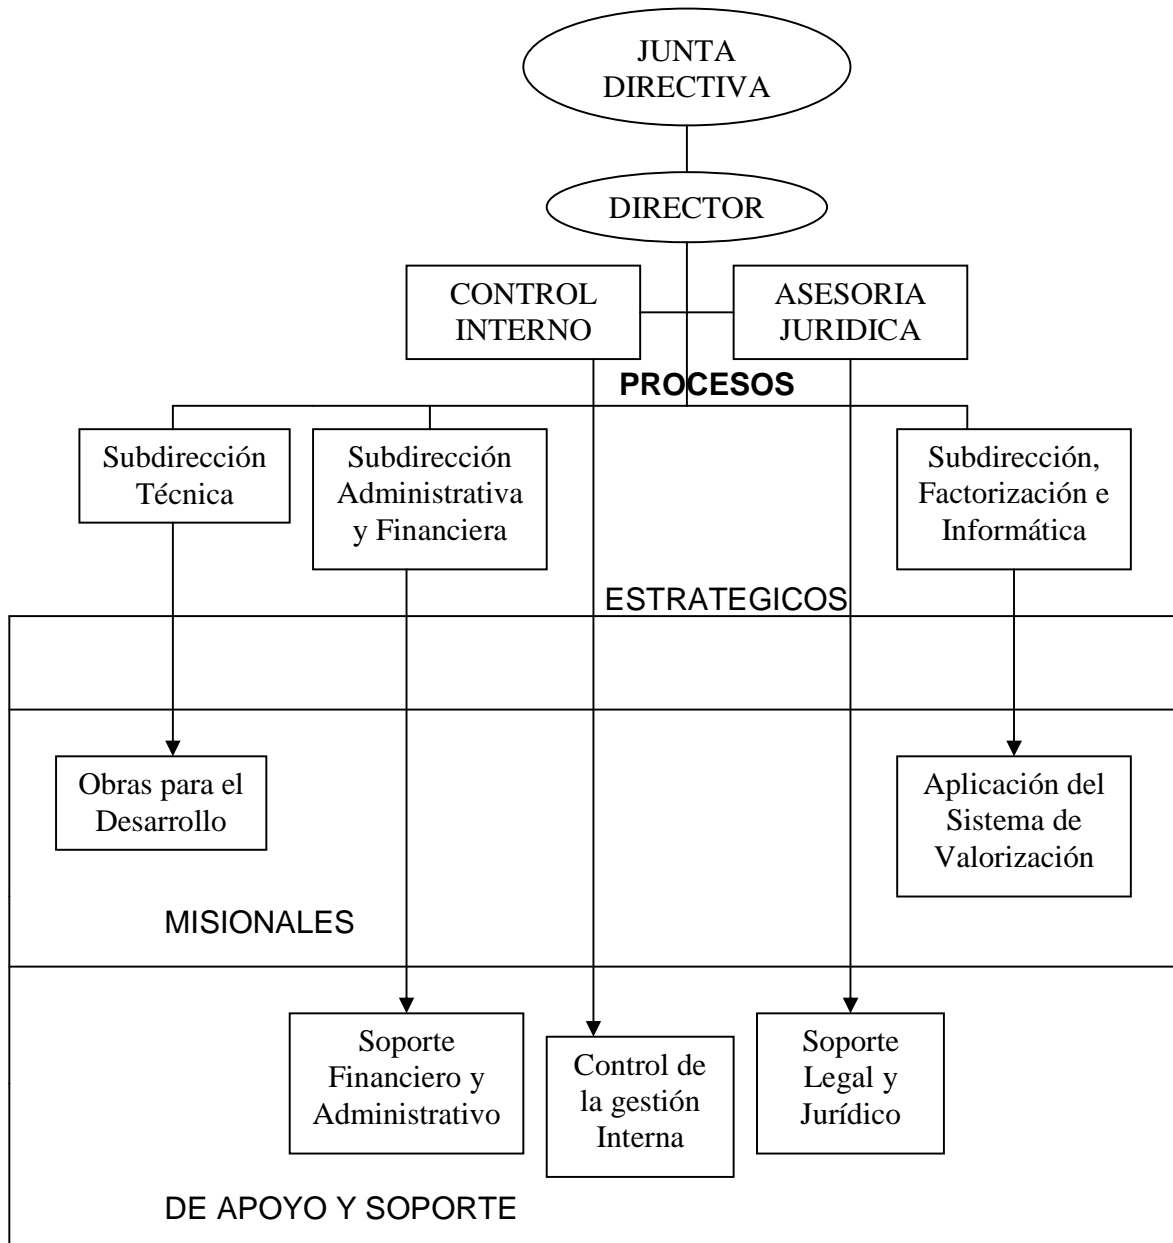 JUNTA
DIRECTIVA
DIRECTOR
CONTROL
INTERNO
ASESORIA
JURIDICA
PROCESOS
Subdirección
Técnica
Subdirección
Administrativa
y Financiera
Subdirección,
Factorización e
Informática
ESTRATEGICOS
Obras para el
Desarrollo
Aplicación del
Sistema de
Valorización
MISIONALES
Soporte
Financiero y
Administrativo
Control de
la gestión
Interna
Soporte
Legal y
Jurídico
DE APOYO Y SOPORTE